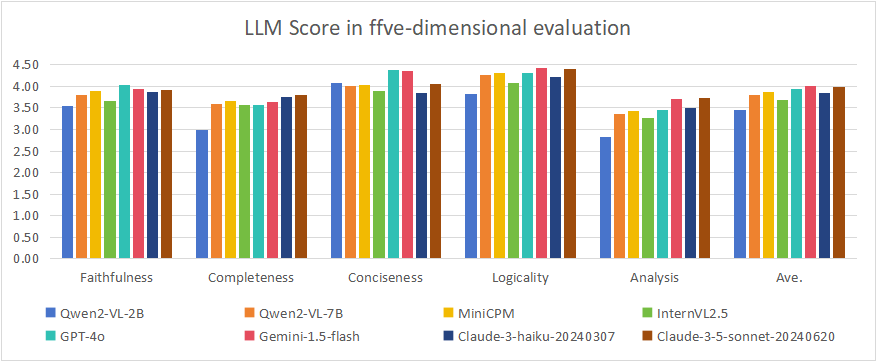 LLM Score in ffve-dimensional evaluation
4.50
4.00
3.50
3.00
2.50
2.00
1.50
1.00
0.50
0.00
Faithfulness Completeness Conciseness Logicality Analysis Ave.
Qwen2-VL-2B Qwen2-VL-7B MiniCPM InternVL2.5
GPT-4o Gemini-1.5-flash Claude-3-haiku-20240307 Claude-3-5-sonnet-20240620